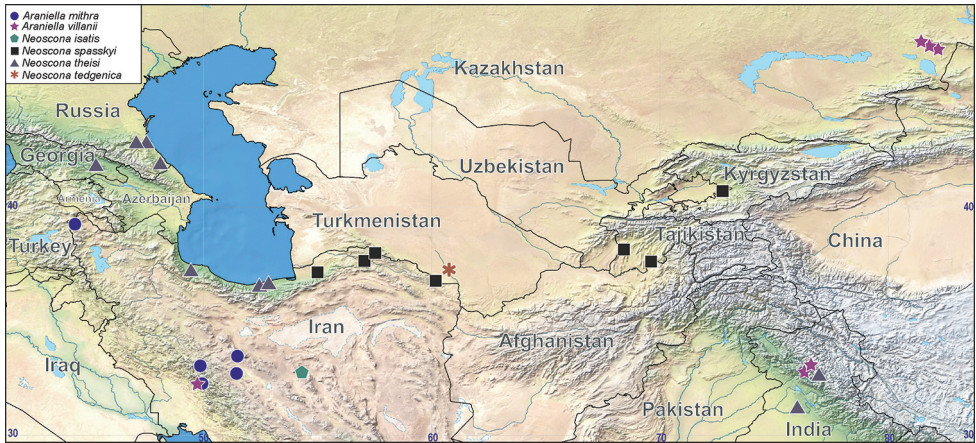 Araniella mithra
Araniella villanii
Neoscona isatis
Neoscona spasskyi
Neoscona theisi
Neoscona tedgenica
Kazakhstan
Russia
Georgia
Uzbekistan
Kyrgyzstan
Armenia
Azerbaijan
40
40
Turkmenistan
Tajikistan
Turkey
China
Iran
Afghanistan
Iraq
Pakistan
India
30
50
60
70
80
30